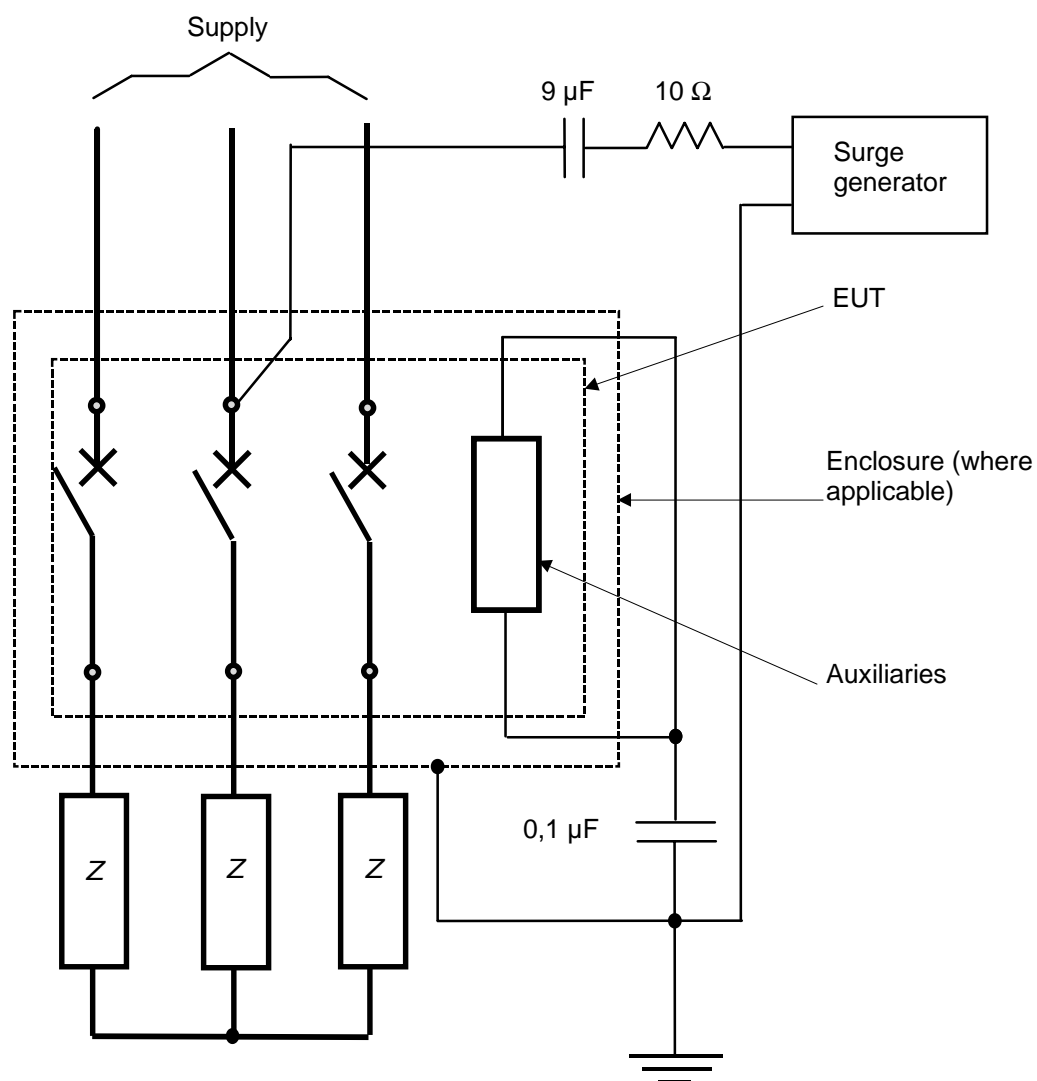 Supply
9 µF
10 Ω
Surge
generator
EUT
Enclosure (where
applicable)
Auxiliaries
0,1 µF
Z
Z
Z